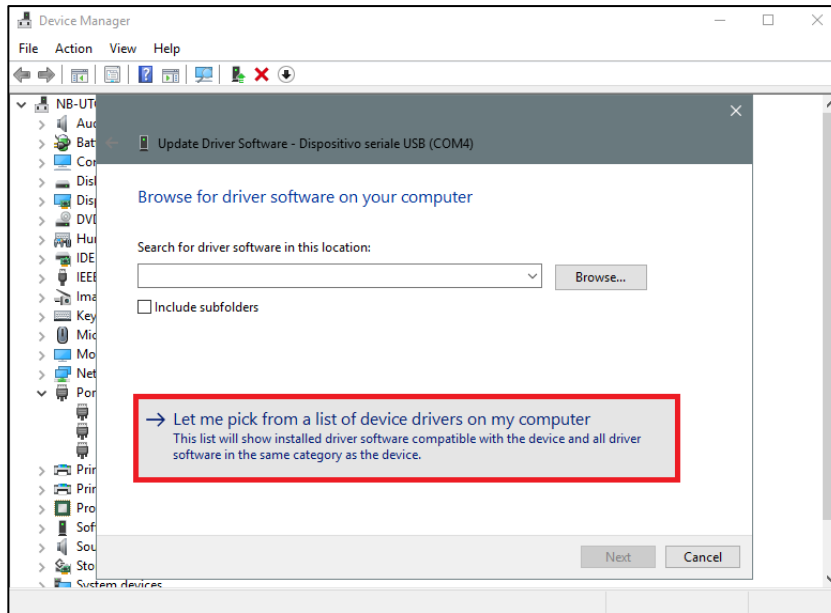 Device Manager
File Action View Help
NB-UT
Aud
Bat
Update Driver Software - Dispositivo seriale USB (COM4)
Cor
Disk
Browse for driver software on your computer
Disp
DVD
Hu
Search for driver software in this location:
IDE
IEEE
Browse...
Ima
Include subfolders
Key
Mic
Mo
Net
Por
Let me pick from a list of device drivers on my computer
This list will show installed driver software compatible with the device and all driver
software in the same category as the device.
Prin
Prin
Pro
Sof
Sou
Next Cancel
Sto
System devices